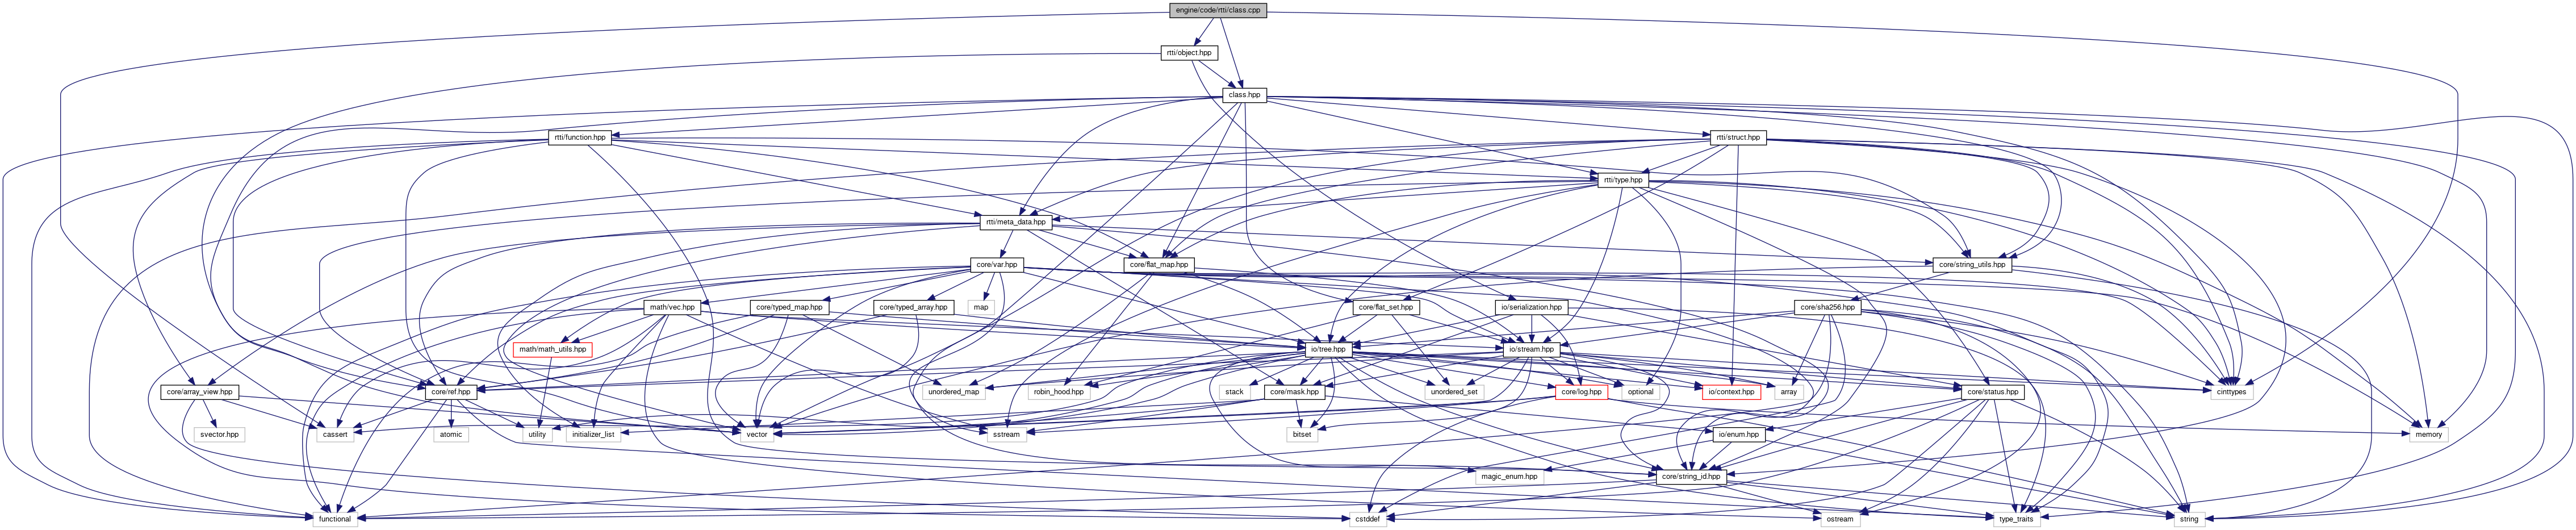 engine/code/rtti/class.cpp
rtti/object.hpp
class.hpp
rtti/function.hpp
rtti/struct.hpp
rtti/type.hpp
rtti/meta_data.hpp
core/var.hpp
core/flat_map.hpp
core/string_utils.hpp
math/vec.hpp
core/typed_map.hpp
core/typed_array.hpp
map
core/flat_set.hpp
io/serialization.hpp
core/sha256.hpp
math/math_utils.hpp
io/tree.hpp
io/stream.hpp
core/array_view.hpp
core/ref.hpp
unordered_map
robin_hood.hpp
stack
core/mask.hpp
unordered_set
core/log.hpp
optional
io/context.hpp
array
core/status.hpp
cinttypes
svector.hpp
cassert
atomic
utility
initializer_list
vector
sstream
bitset
io/enum.hpp
memory
magic_enum.hpp
core/string_id.hpp
functional
cstddef
ostream
type_traits
string